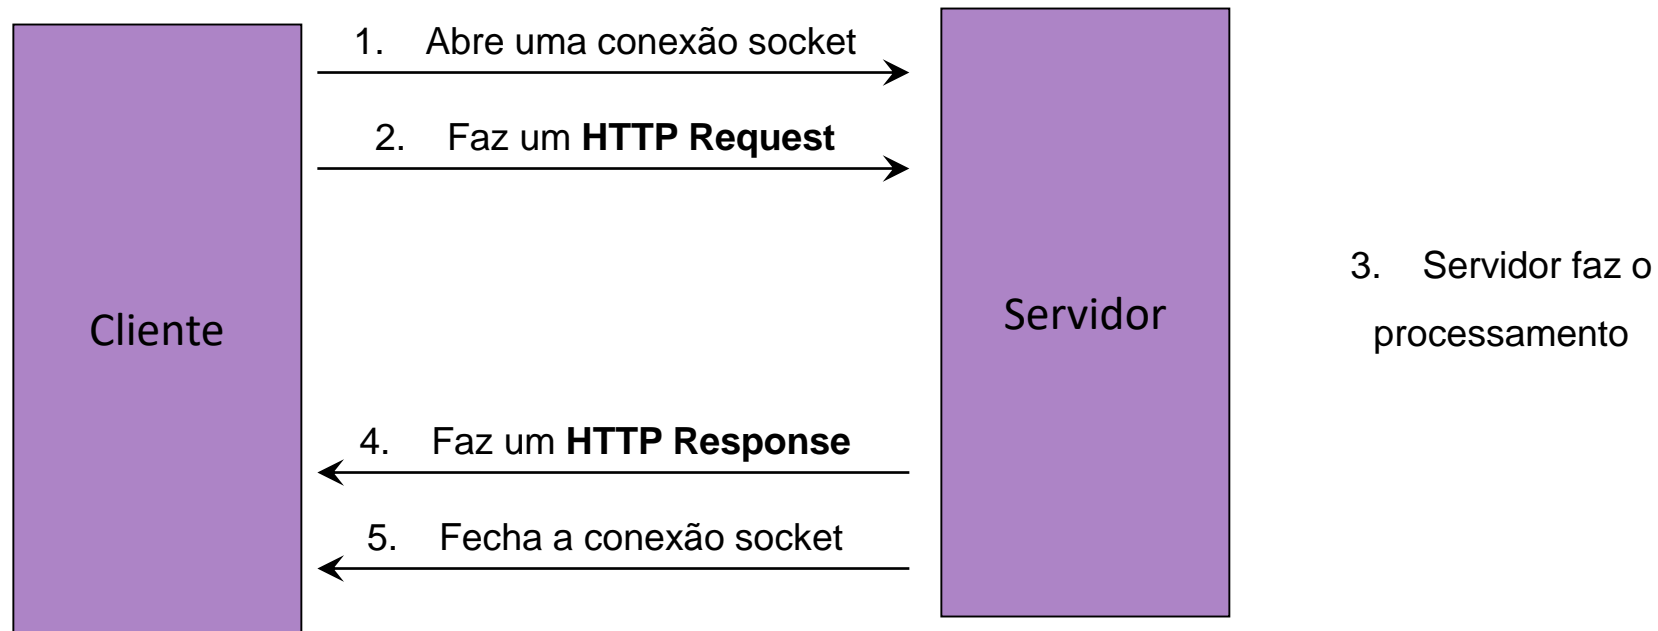 1. Abre uma conexão socket
2. Faz um HTTP Request
Cliente
Servidor
3. Servidor faz o
processamento
4. Faz um HTTP Response
5. Fecha a conexão socket